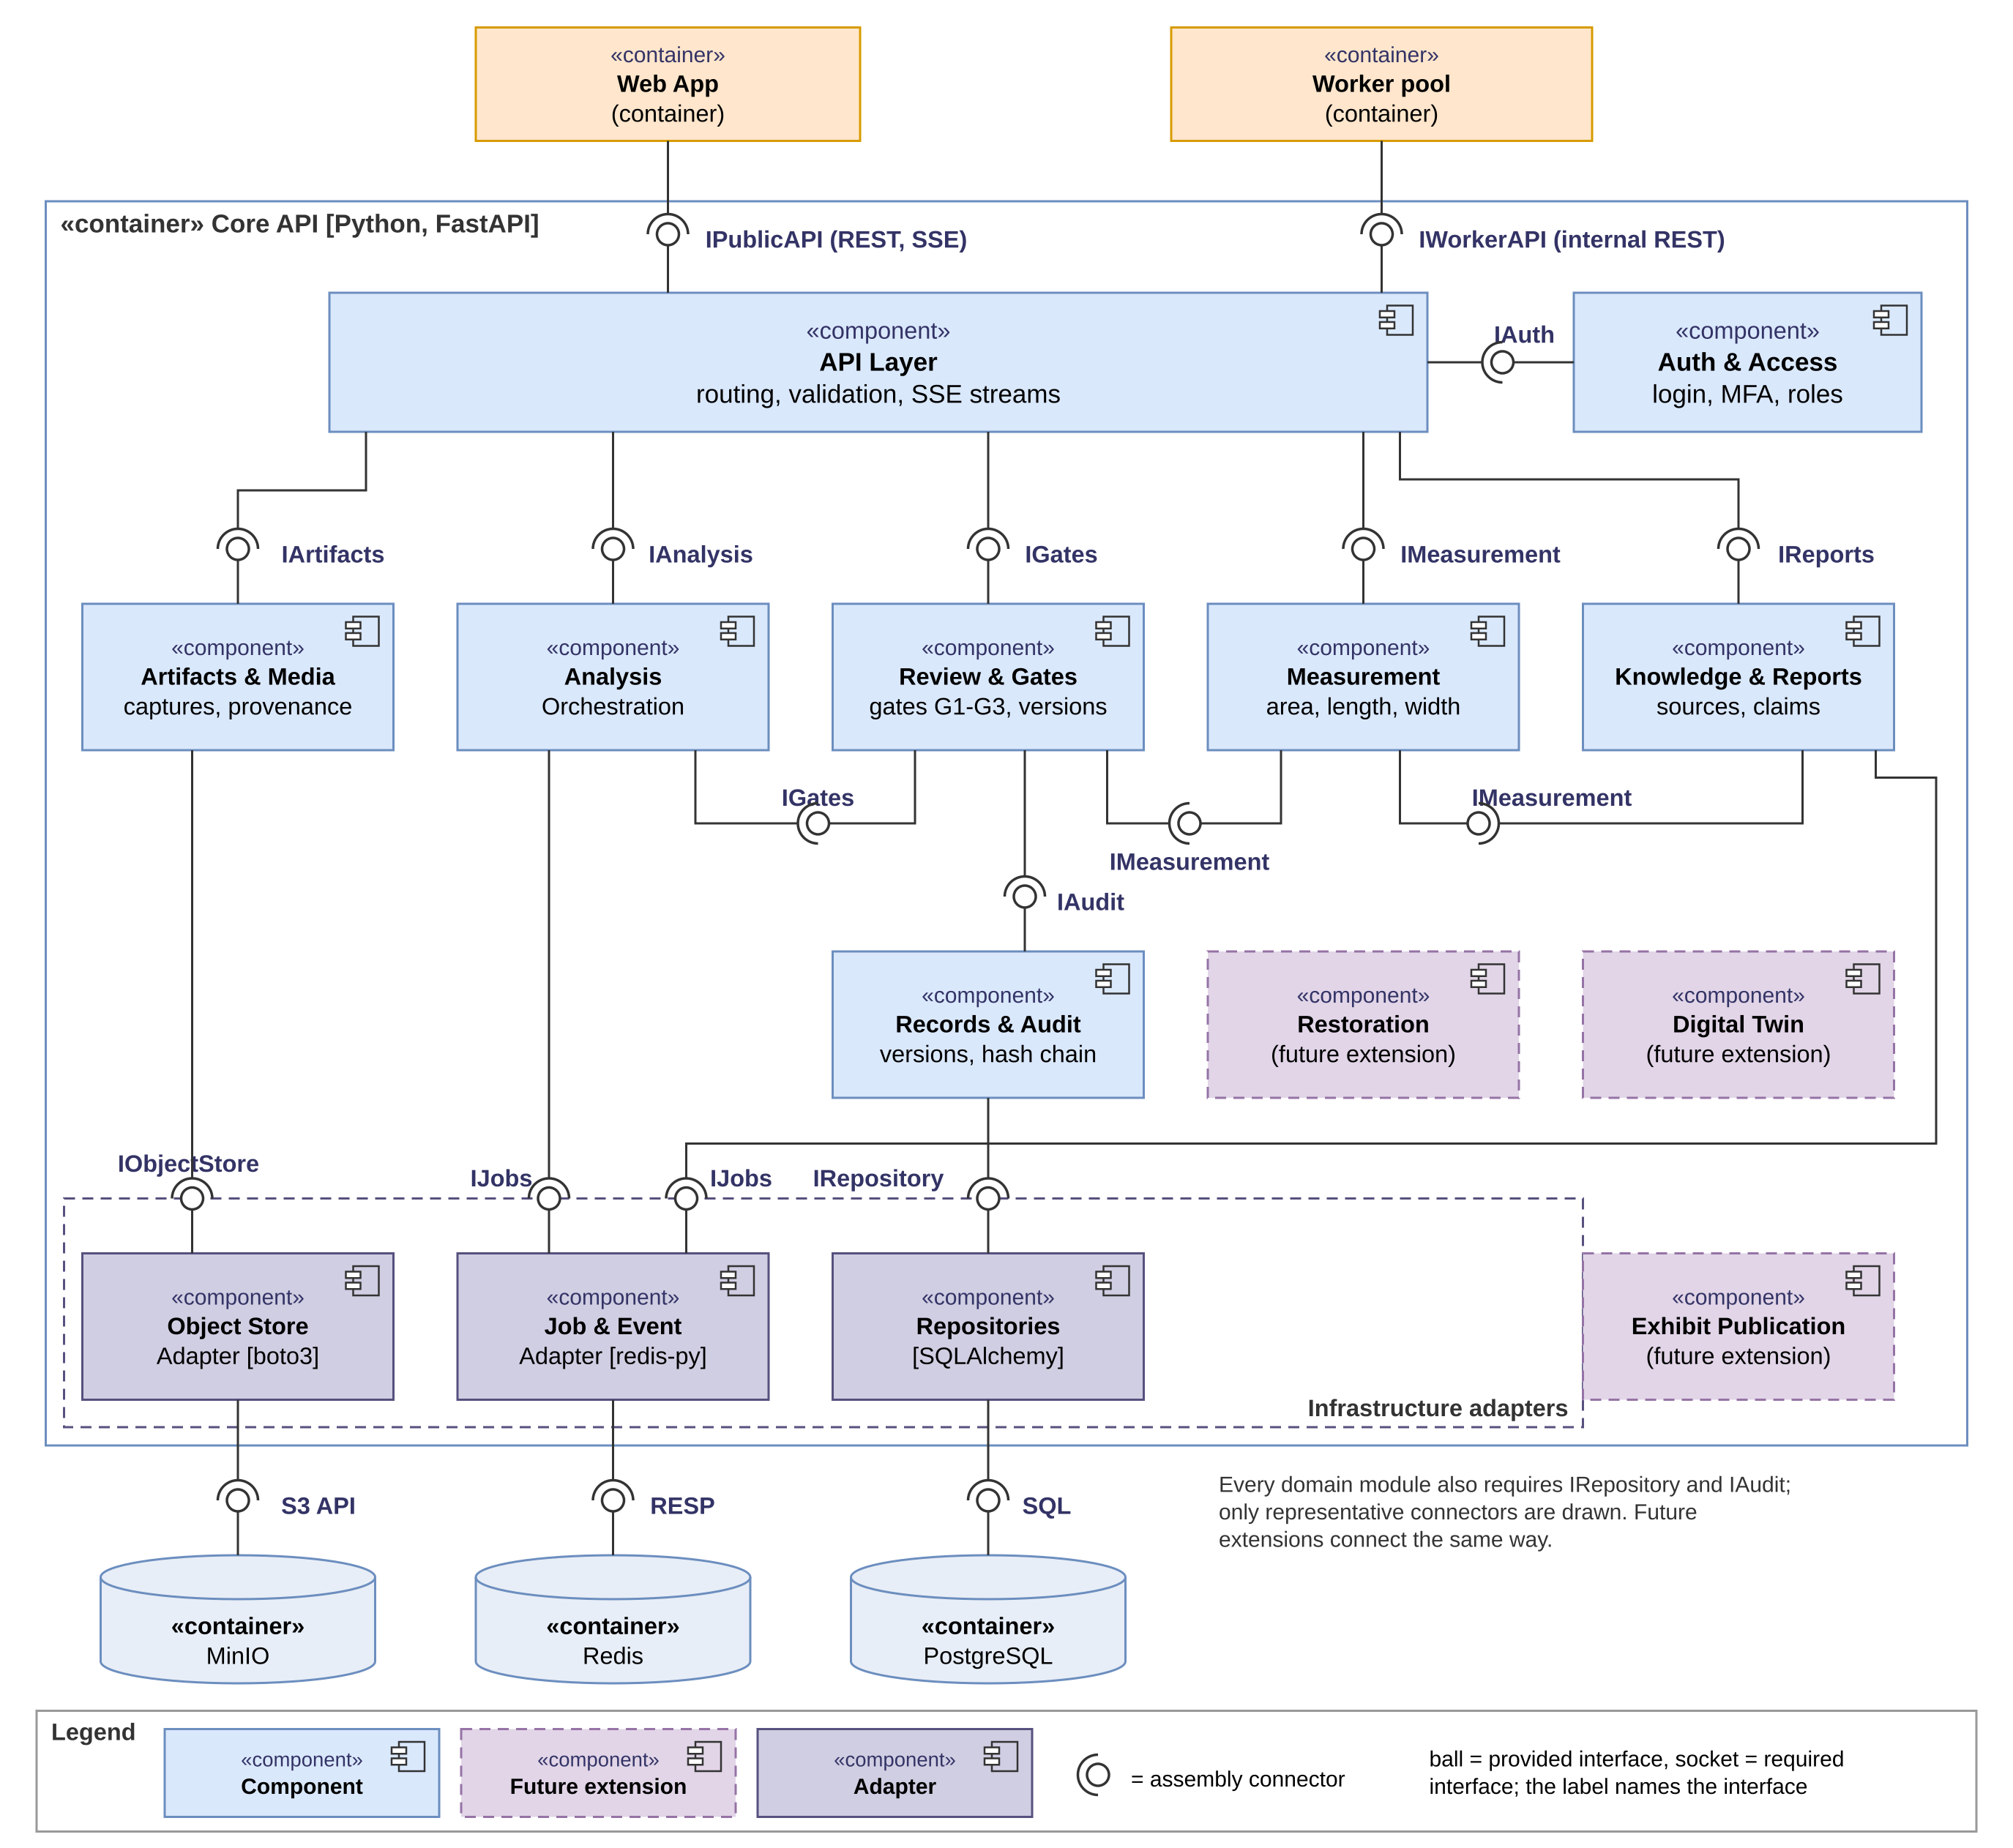 «container»
Web App
(container)
«container»
Worker pool
(container)
«container» Core API [Python, FastAPI]
IPublicAPI (REST, SSE)
IWorkerAPI (internal REST)
«component»
API Layer
routing, validation, SSE streams
IAuth
«component»
Auth & Access
login, MFA, roles
IArtifacts
IAnalysis
IGates
IMeasurement
IReports
«component»
Artifacts & Media
captures, provenance
«component»
Analysis
Orchestration
«component»
Review & Gates
gates G1-G3, versions
«component»
Measurement
area, length, width
«component»
Knowledge & Reports
sources, claims
IGates
IMeasurement
IMeasurement
IAudit
«component»
Records & Audit
versions, hash chain
«component»
Restoration
(future extension)
«component»
Digital Twin
(future extension)
IObjectStore
IJobs
IJobs
IRepository
«component»
Object Store
Adapter [boto3]
«component»
Job & Event
Adapter [redis-py]
«component»
Repositories
[SQLAlchemy]
«component»
Exhibit Publication
(future extension)
Infrastructure adapters
S3 API
RESP
SQL
Every domain module also requires IRepository and IAudit;
only representative connectors are drawn. Future
extensions connect the same way.
«container»
MinIO
«container»
Redis
«container»
PostgreSQL
Legend
«component»
Component
«component»
Future extension
«component»
Adapter
= assembly connector
ball = provided interface, socket = required
interface; the label names the interface